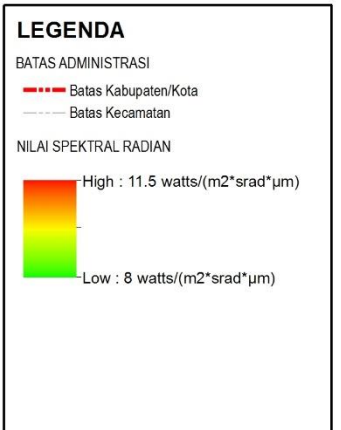 LEGENDA
BATAS ADMINISTRASI
Batas Kabupaten/Kota
Batas Kecamatan
NILAI SPEKTRAL RADIAN
High : 11.5 watts/(m2*srad*µm)
Low : 8 watts/(m2*srad*µm)